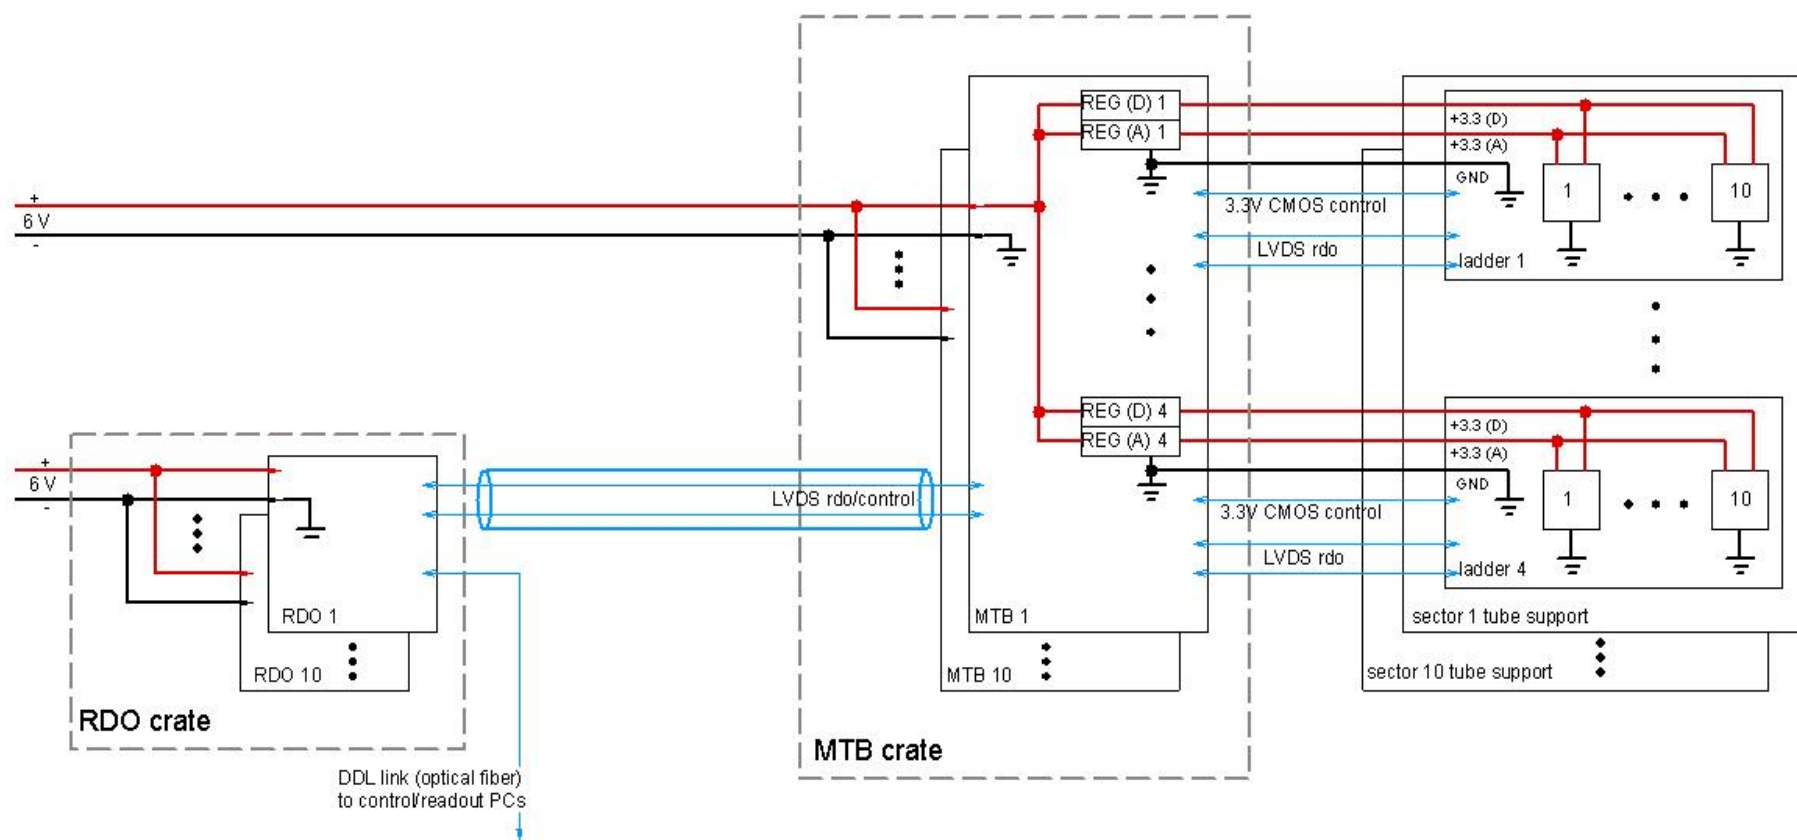 REG (D) 1
REG (A) 1
+3.3 (D)
+3.3 (A)
GND
1
10
3.3V CMOS control
LVDS rdo
ladder 1
+
6 V
-
REG (D) 4
REG (A) 4
+3.3 (D)
+3.3 (A)
GND
1
10
3.3V CMOS control
LVDS rdo
ladder 4
+
6 V
-
LVDS rdo/control
RDO 1
RDO 10
RDO crate
MTB 1
MTB 10
MTB crate
sector 1 tube support
sector 10 tube support
DDL link (optical fiber)
to control/readout PCs